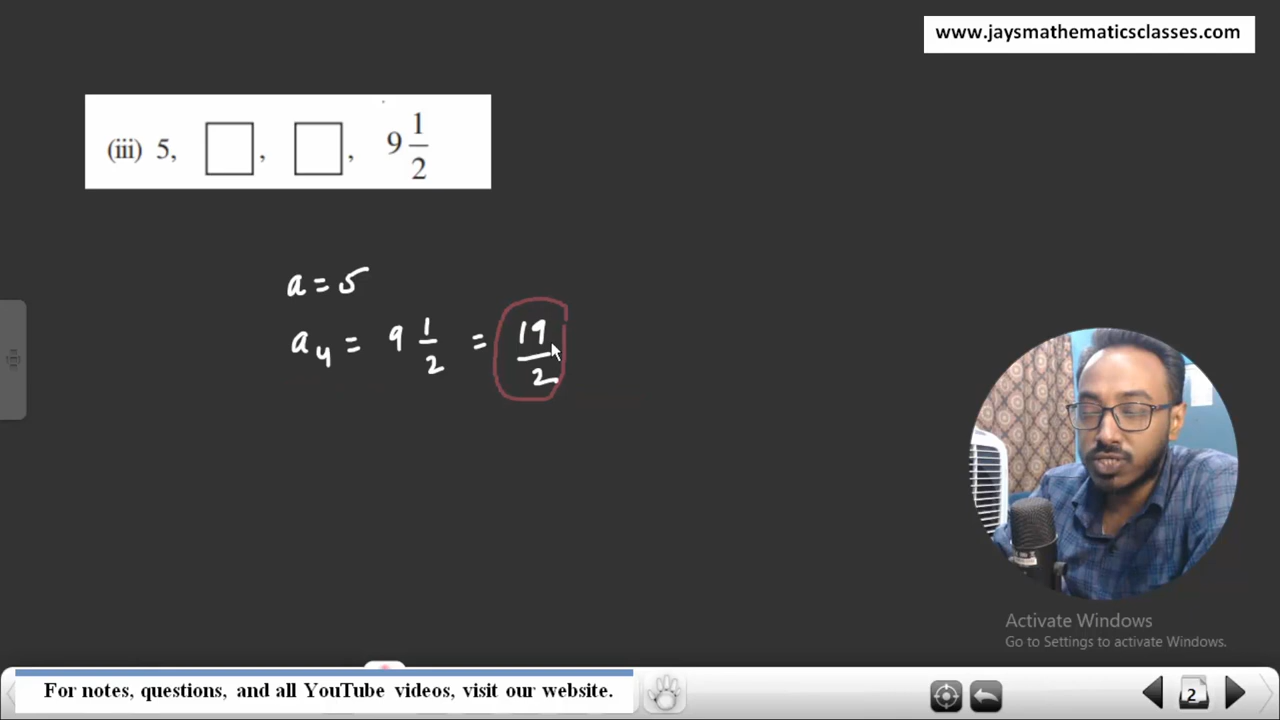 www.jaysmathematicsclasses.com
(iii) 5, □, □, 9 1/2
a = 5
a4 = 9 1/2 = 19/2
Activate Windows
Go to Settings to activate Windows.
For notes, questions, and all YouTube videos, visit our website.
2